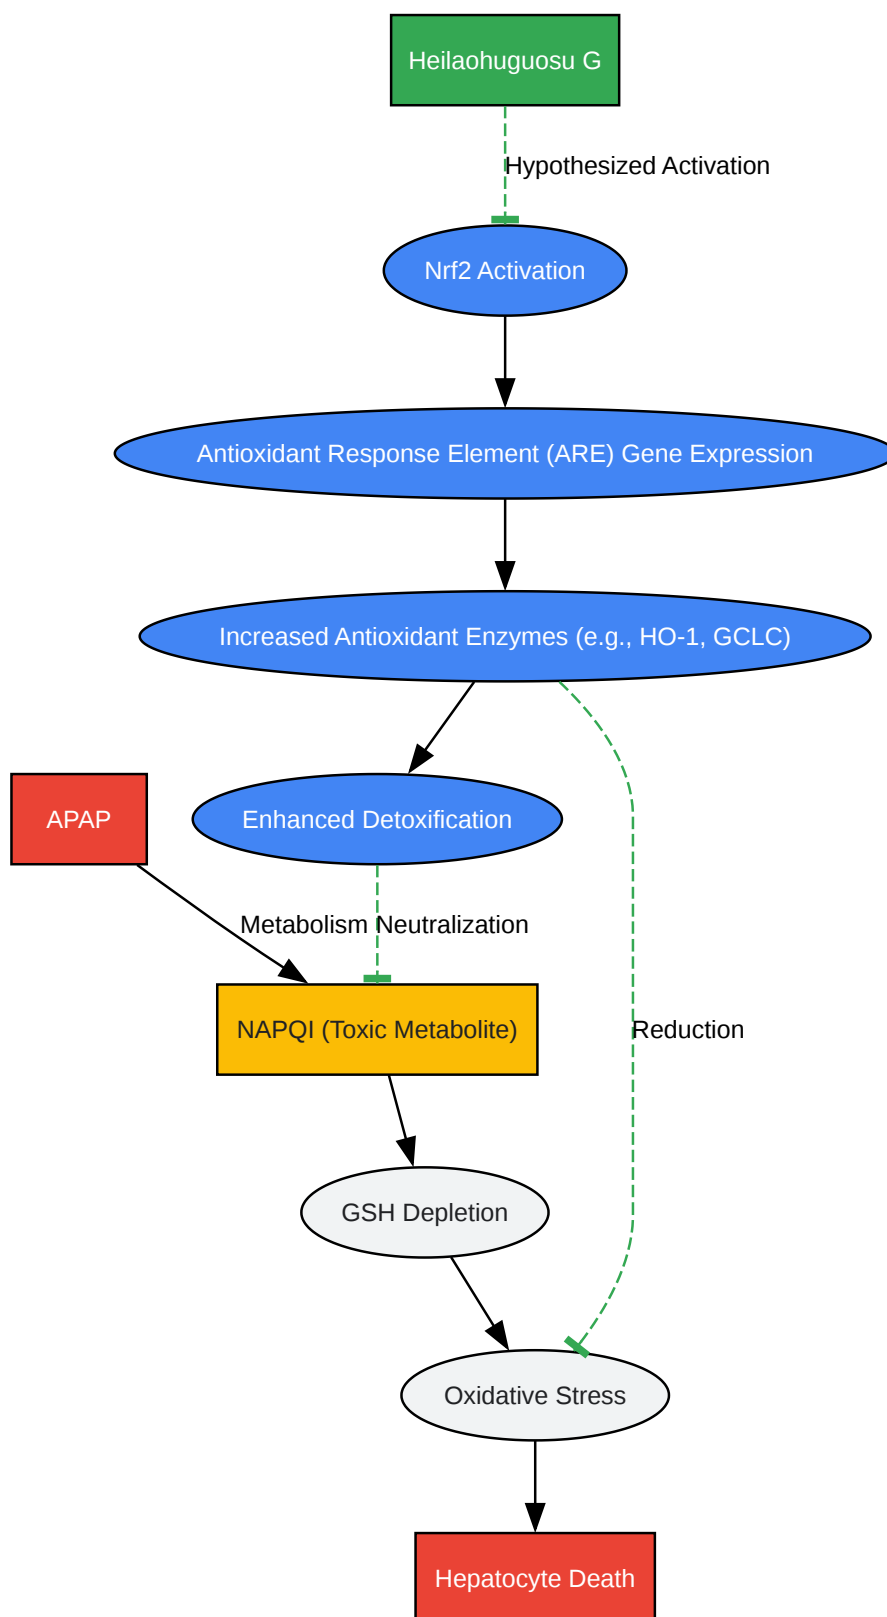 Heilaohuguosu G
Hypothesized Activation
Nrf2 Activation
Antioxidant Response Element (ARE) Gene Expression
Increased Antioxidant Enzymes (e.g., HO-1, GCLC)
APAP
Enhanced Detoxification
Metabolism
Neutralization
NAPQI (Toxic Metabolite)
Reduction
GSH Depletion
Oxidative Stress
Hepatocyte Death